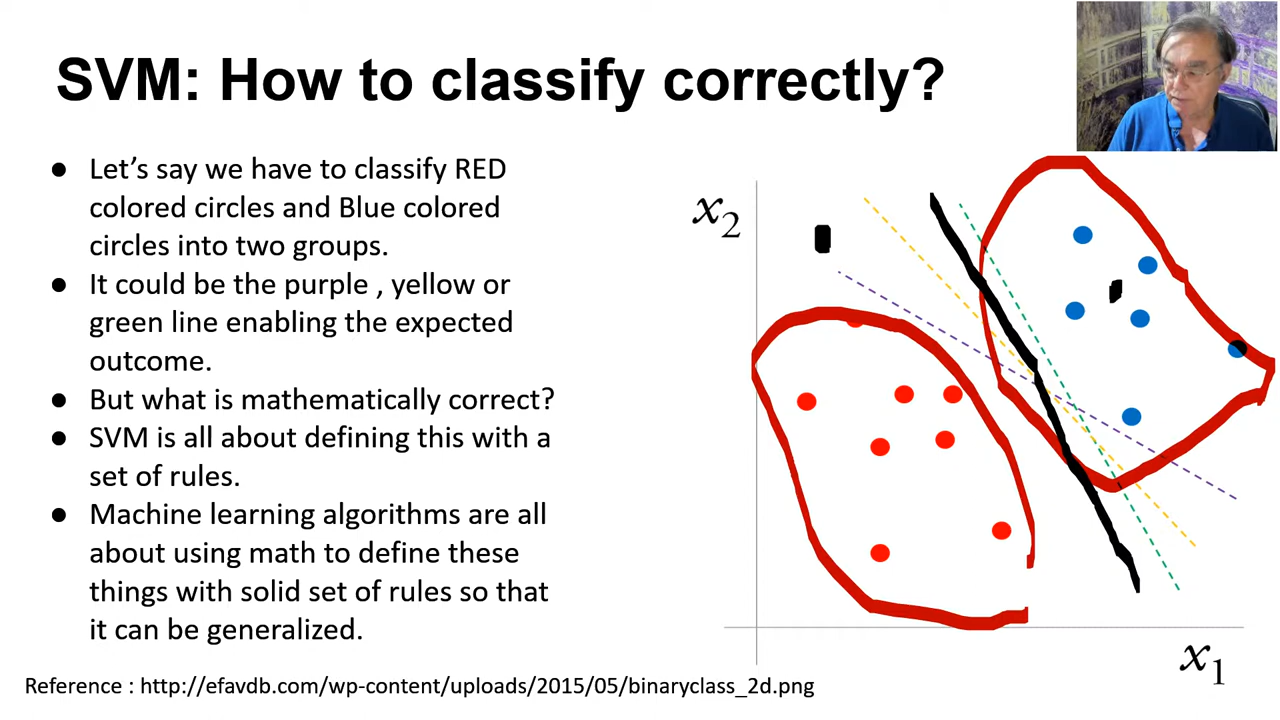 SVM: How to classify correctly?
● Let’s say we have to classify RED
colored circles and Blue colored
circles into two groups.
● It could be the purple , yellow or
green line enabling the expected
outcome.
● But what is mathematically correct?
● SVM is all about defining this with a
set of rules.
● Machine learning algorithms are all
about using math to define these
things with solid set of rules so that
it can be generalized.
x2
x1
Reference : http://efavdb.com/wp-content/uploads/2015/05/binaryclass_2d.png